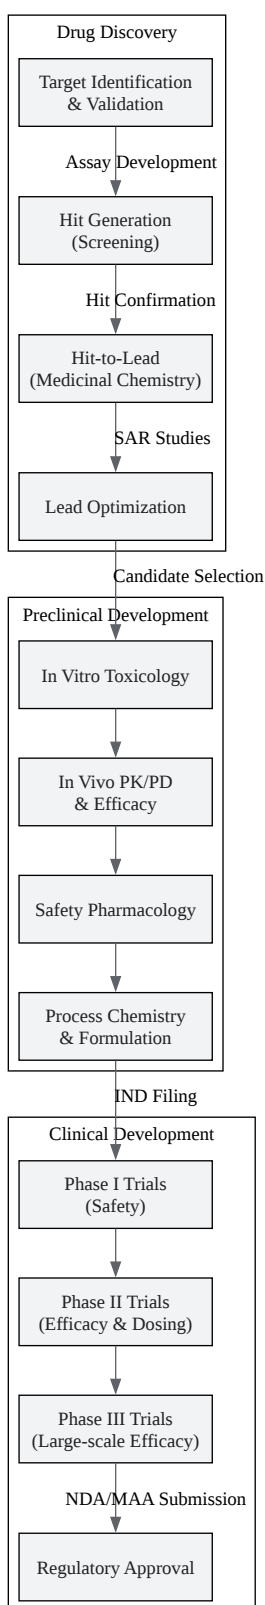 Drug Discovery
Target Identification
& Validation
Assay Development
Hit Generation
(Screening)
Hit Confirmation
Hit-to-Lead
(Medicinal Chemistry)
SAR Studies
Lead Optimization
Candidate Selection
Preclinical Development
In Vitro Toxicology
In Vivo PK/PD
& Efficacy
Safety Pharmacology
Process Chemistry
& Formulation
IND Filing
Clinical Development
Phase I Trials
(Safety)
Phase II Trials
(Efficacy & Dosing)
Phase III Trials
(Large-scale Efficacy)
NDA/MAA Submission
Regulatory Approval